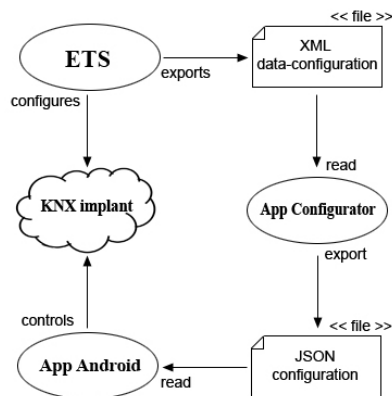 << file >>
ETS
XML
data-configuration
exports
configures
read
KNX implant
App Configurator
export
controls
<< file >>
App Android
read
JSON
configuration